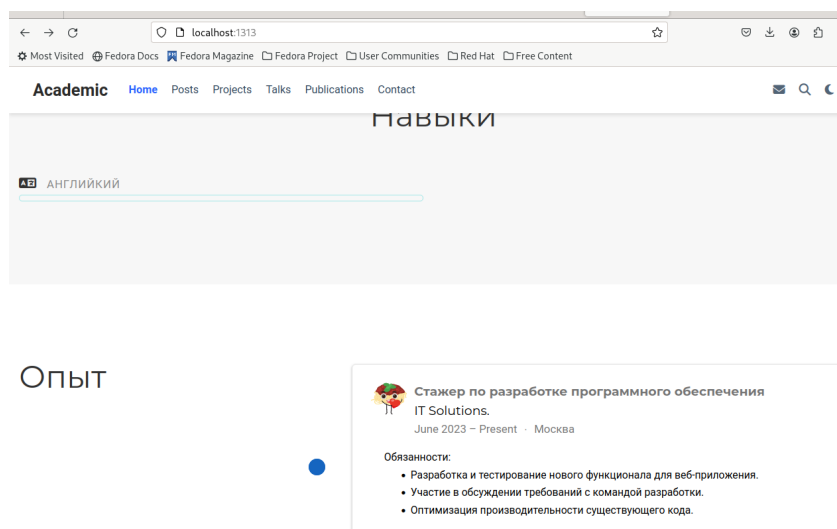 localhost:1313
Most Visited Fedora Docs Fedora Magazine Fedora Project User Communities Red Hat Free Content
Academic Home Posts Projects Talks Publications Contact
Навыки
АНГЛИЙКИЙ
Опыт
Стажер по разработке программного обеспечения
IT Solutions.
June 2023 – Present · Москва
Обязанности:
• Разработка и тестирование нового функционала для веб-приложения.
• Участие в обсуждении требований с командой разработки.
• Оптимизация производительности существующего кода.